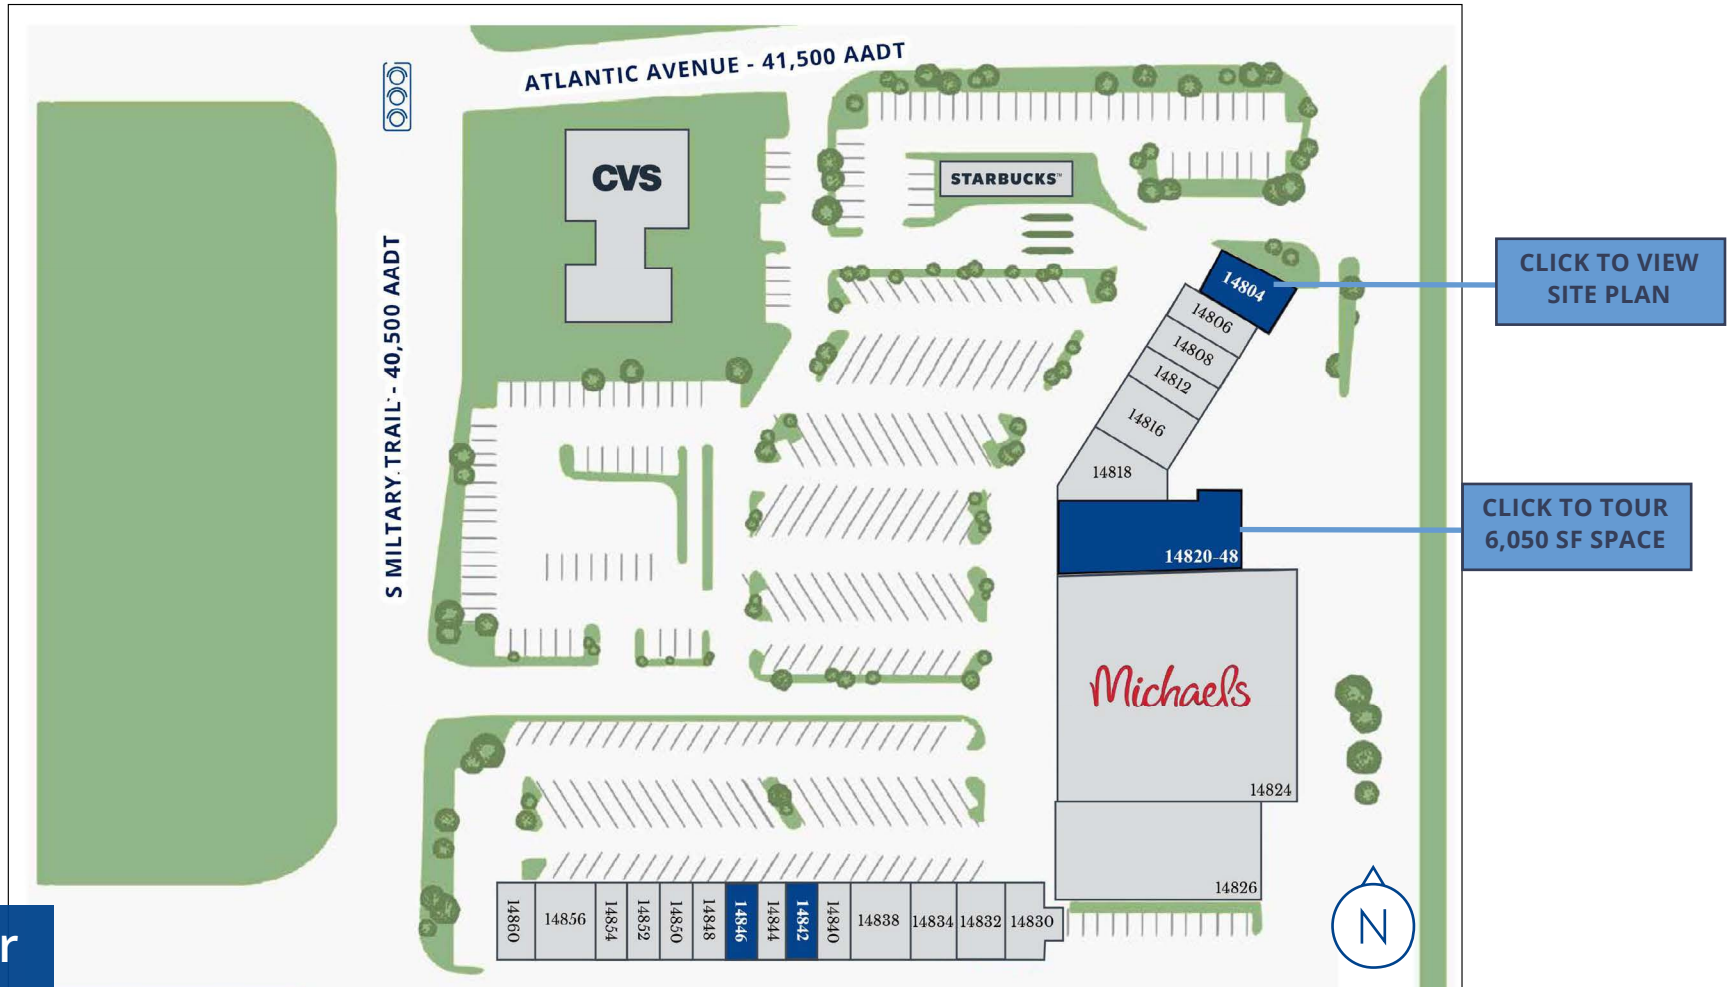 ATLANTIC AVENUE - 41,500 AADT
S MILITARY TRAIL - 40,500 AADT
CVS
STARBUCKS™
14804
14806
14808
14812
14816
14818
14820-48
Michaels
14824
14826
14860
14856
14854
14852
14850
14848
14846
14844
14842
14840
14838
14834
14832
14830
CLICK TO VIEW
SITE PLAN
CLICK TO TOUR
6,050 SF SPACE
N
r